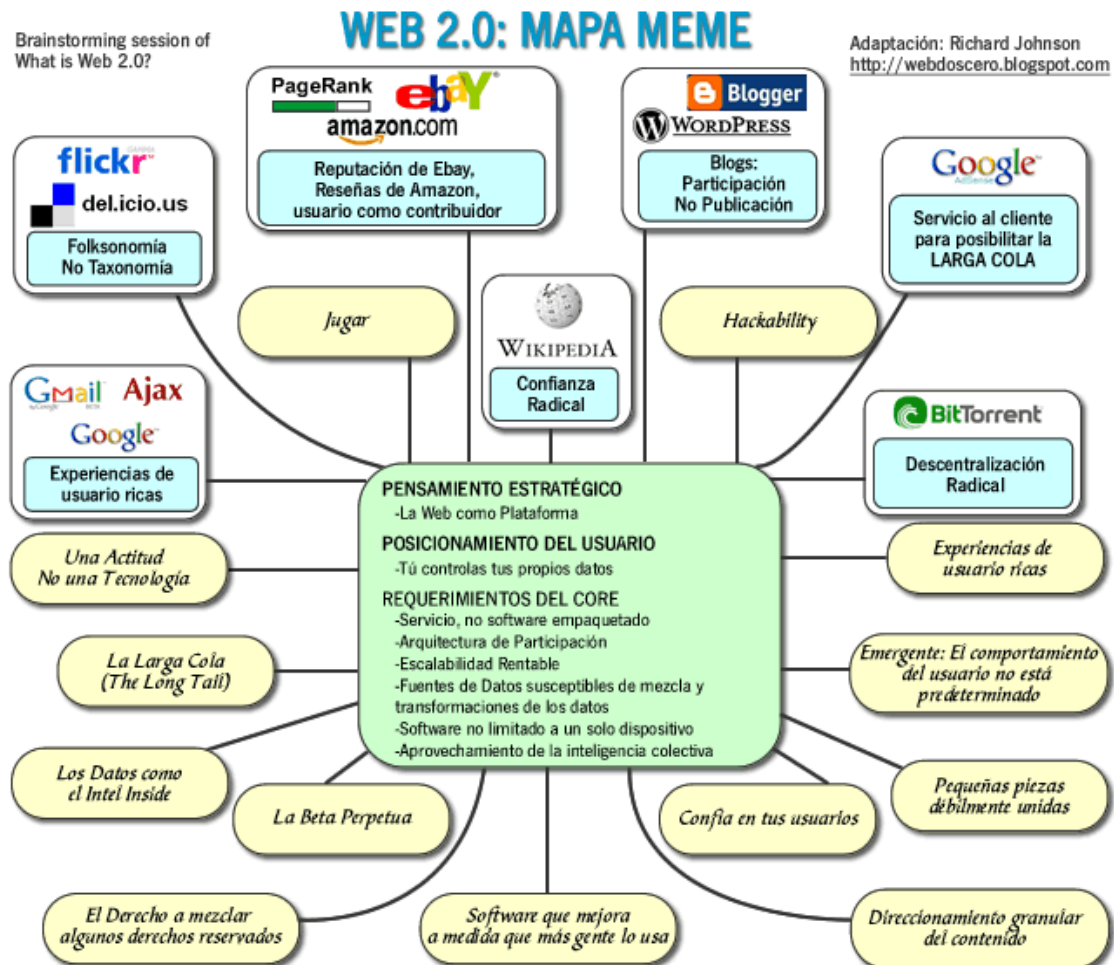 WEB 2.0: MAPA MEME
Brainstorming session of
What is Web 2.0?
Adaptación: Richard Johnson
http://webdoscero.blogspot.com
flickr
GAMMA
del.icio.us
Folksonomía
No Taxonomía
PageRank
ebay
amazon.com
Reputación de Ebay,
Reseñas de Amazon,
usuario como contribuidor
Blogger
WORDPRESS
Blogs:
Participación
No Publicación
Google
AdSense
Servicio al cliente
para posibilitar la
LARGA COLA
Jugar
WIKIPEDIA
Confianza
Radical
Hackability
Gmail
by Google
BETA
Ajax
Google
Experiencias de
usuario ricas
BitTorrent
Descentralización
Radical
PENSAMIENTO ESTRATÉGICO
-La Web como Plataforma
POSICIONAMIENTO DEL USUARIO
-Tú controlas tus propios datos
REQUERIMIENTOS DEL CORE
-Servicio, no software empaquetado
-Arquitectura de Participación
-Escalabilidad Rentable
-Fuentes de Datos susceptibles de mezcla y
transformaciones de los datos
-Software no limitado a un solo dispositivo
-Aprovechamiento de la inteligencia colectiva
Una Actitud
No una Tecnología
Experiencias de
usuario ricas
La Larga Cola
(The Long Tail)
Emergente: El comportamiento
del usuario no está
predeterminado
Los Datos como
el Intel Inside
La Beta Perpetua
Confia en tus usuarios
Pequeñas piezas
débilmente unidas
El Derecho a mezclar
algunos derechos reservados
Software que mejora
a medida que más gente lo usa
Direccionamiento granular
del contenido